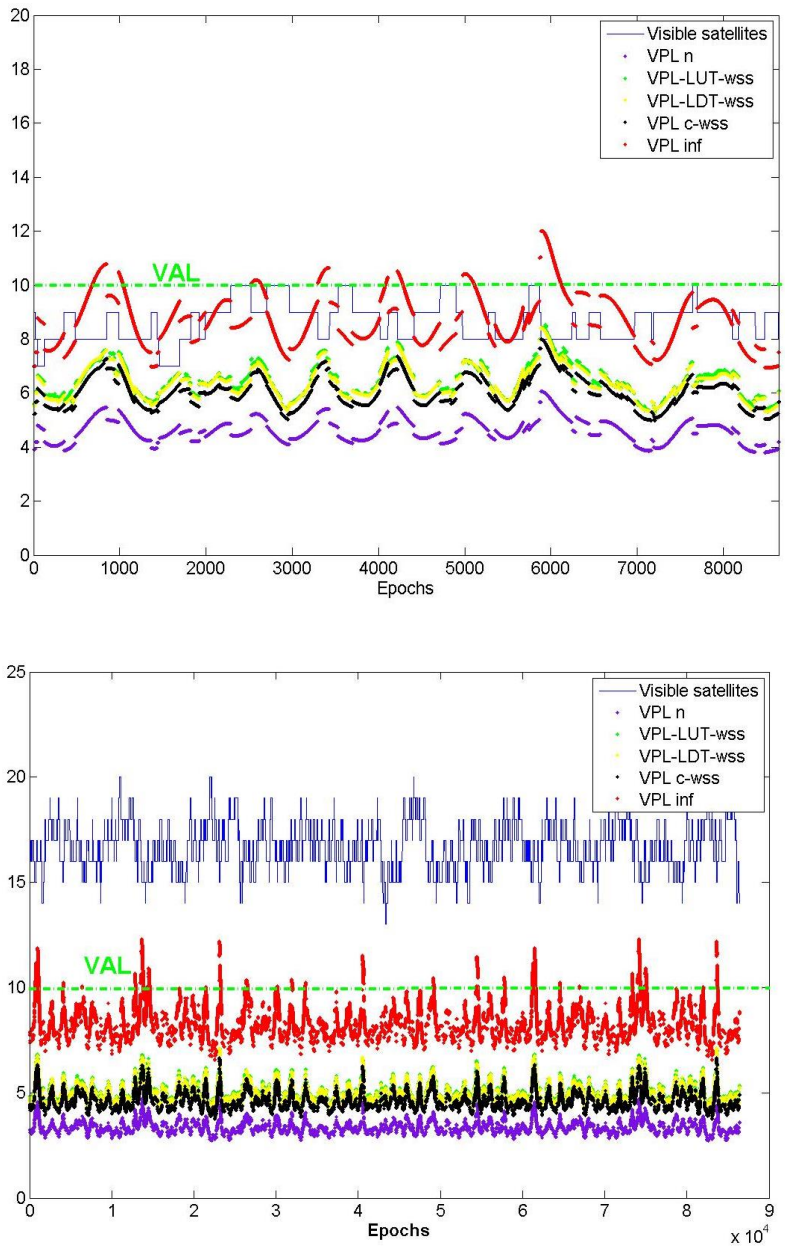 20
18
16
14
12
10
8
6
4
2
0
Visible satellites
VPL n
VPL-LUT-wss
VPL-LDT-wss
VPL c-wss
VPL inf
VAL
0 1000 2000 3000 4000 5000 6000 7000 8000
Epochs
25
20
15
10
5
0
Visible satellites
VPL n
VPL-LUT-wss
VPL-LDT-wss
VPL c-wss
VPL inf
VAL
0 1 2 3 4 5 6 7 8 9
Epochs
x 10⁴